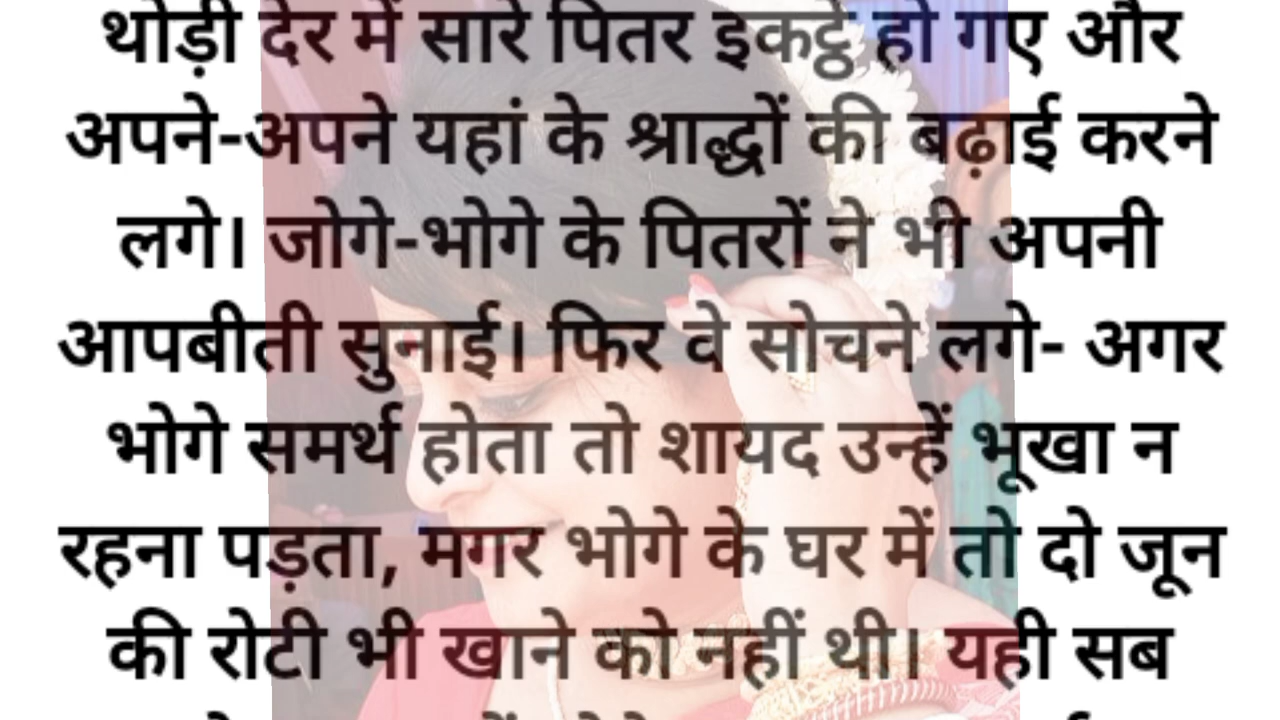 थोड़ी देर में सारे पितर इकट्ठे हो गए और
अपने-अपने यहां के श्राद्धों की बढ़ाई करने
लगे। जोगे-भोगे के पितरों ने भी अपनी
आपबीती सुनाई। फिर वे सोचने लगे- अगर
भोगे समर्थ होता तो शायद उन्हें भूखा न
रहना पड़ता, मगर भोगे के घर में तो दो जून
की रोटी भी खाने को नहीं थी। यही सब